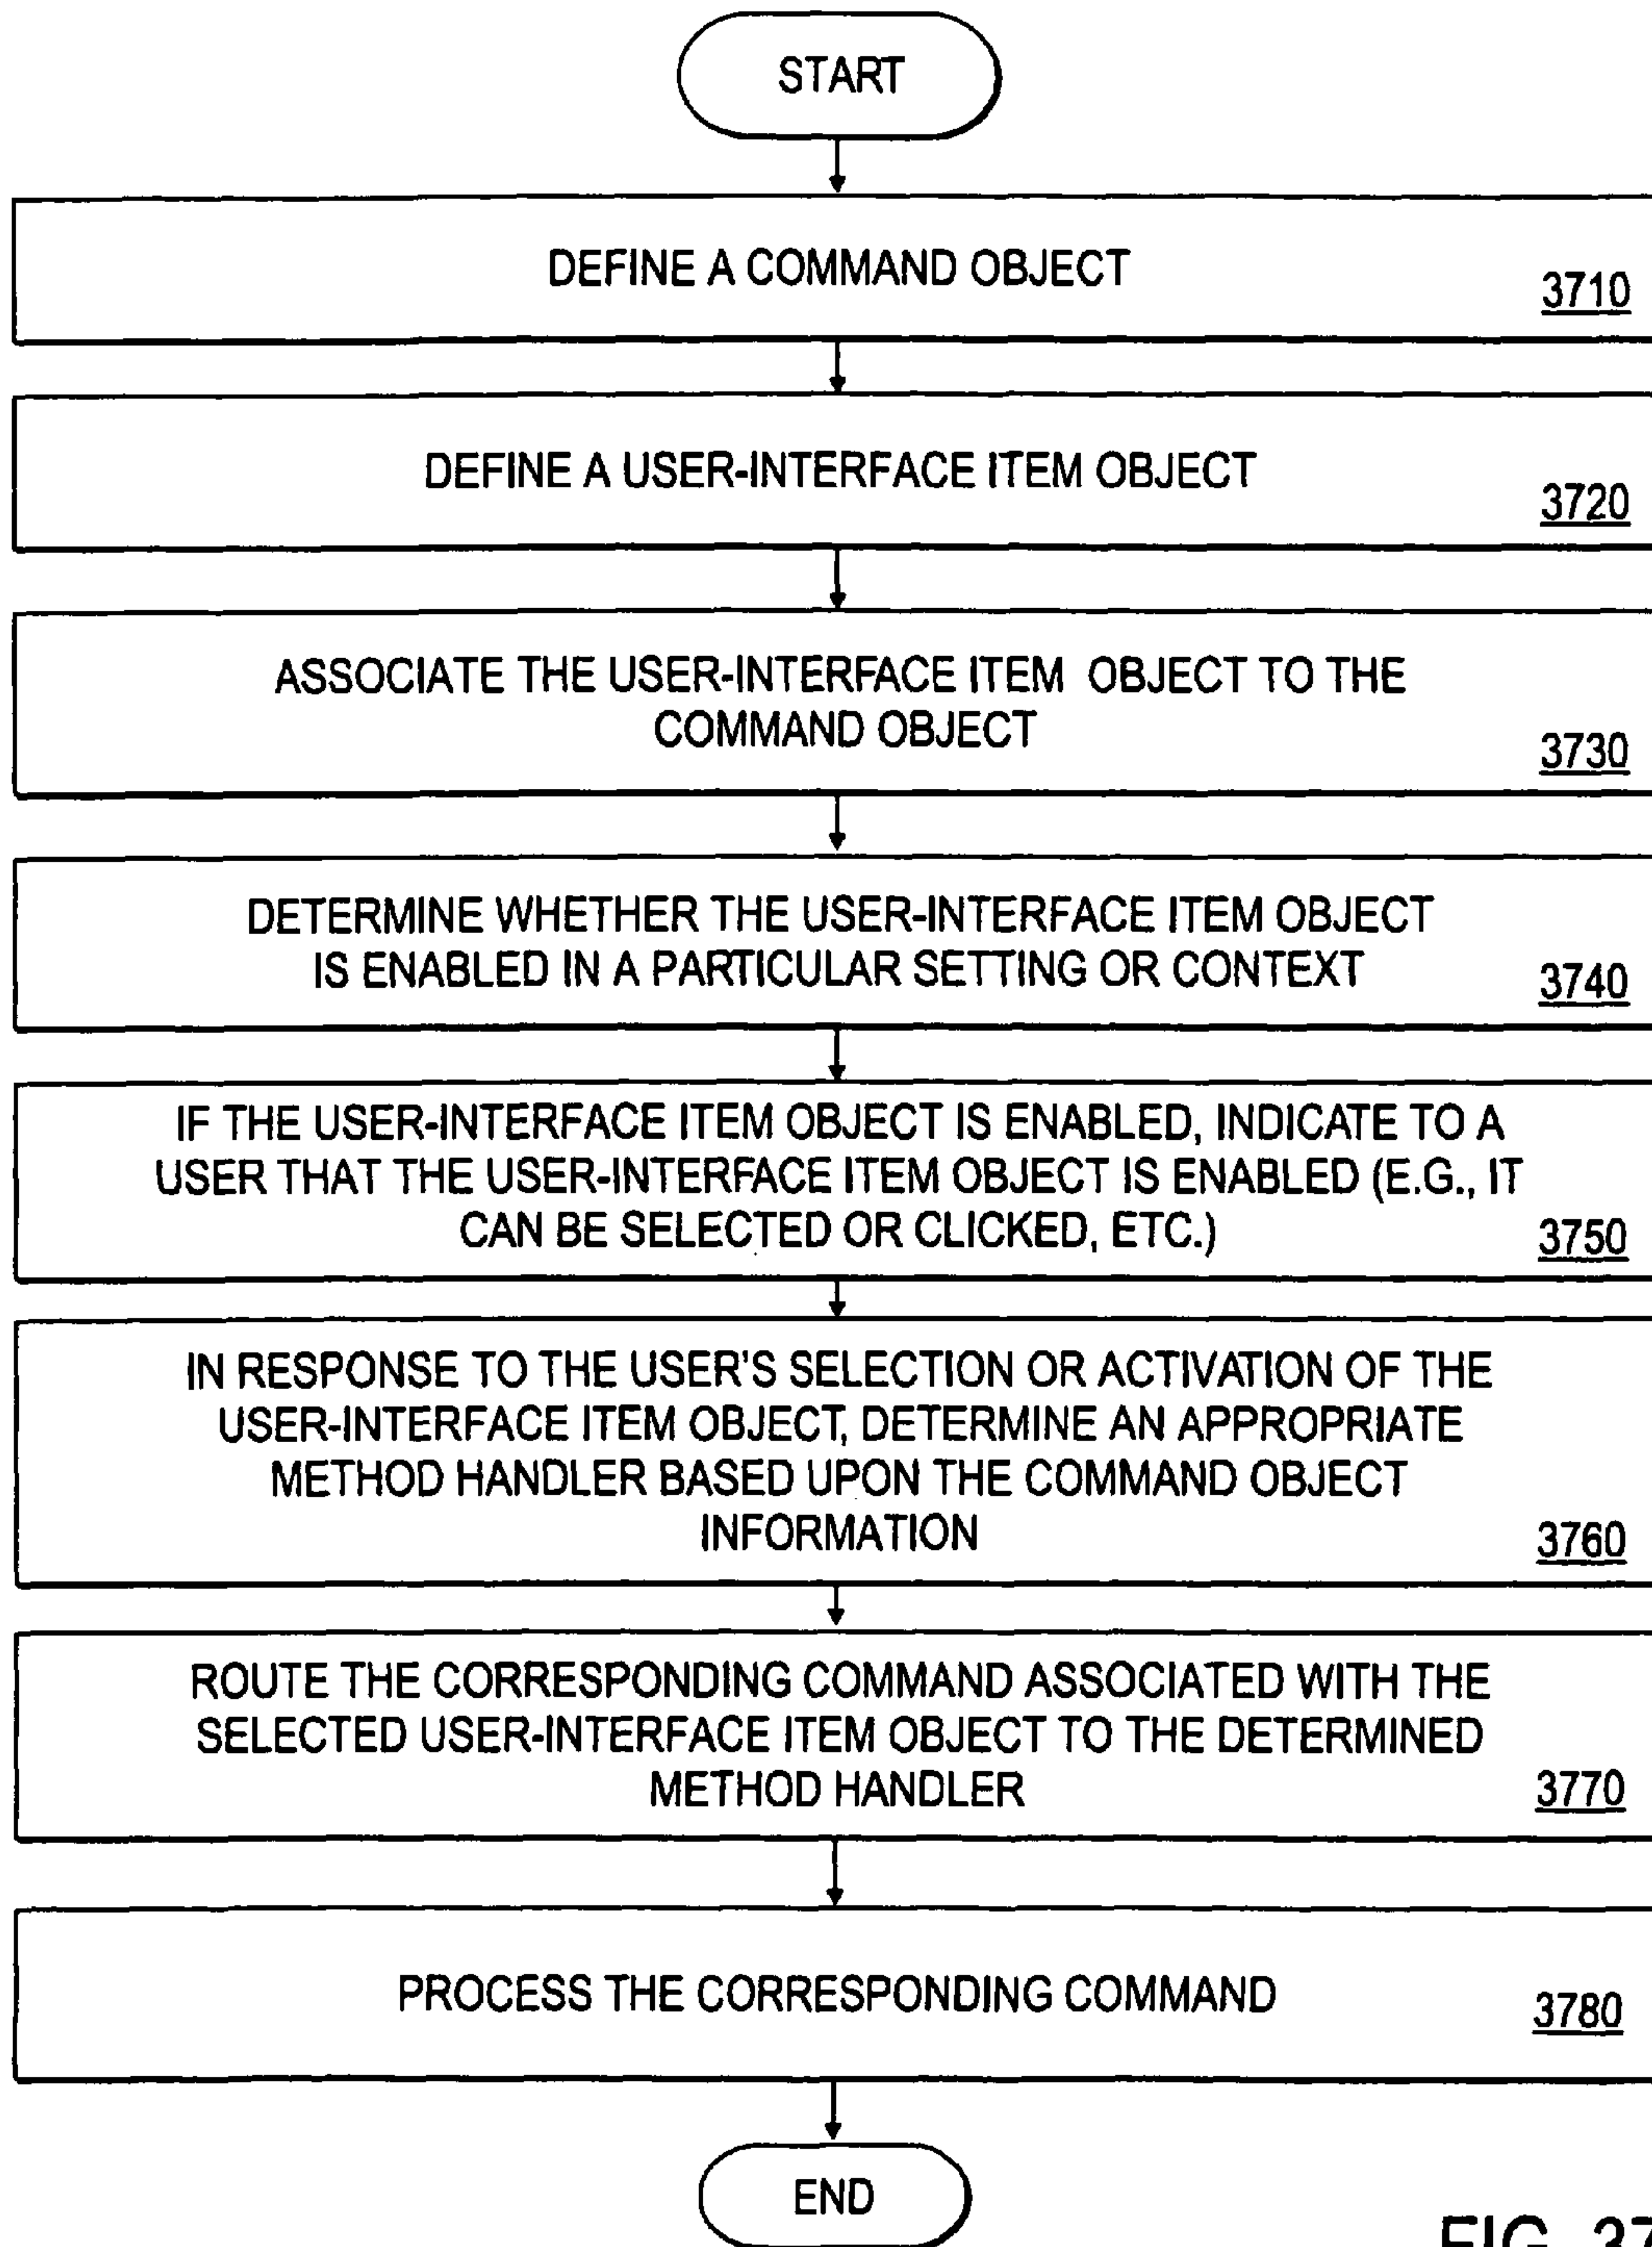 START
DEFINE A COMMAND OBJECT
3710
DEFINE A USER-INTERFACE ITEM OBJECT
3720
ASSOCIATE THE USER-INTERFACE ITEM OBJECT TO THE
COMMAND OBJECT
3730
DETERMINE WHETHER THE USER-INTERFACE ITEM OBJECT
IS ENABLED IN A PARTICULAR SETTING OR CONTEXT
3740
IF THE USER-INTERFACE ITEM OBJECT IS ENABLED, INDICATE TO A
USER THAT THE USER-INTERFACE ITEM OBJECT IS ENABLED (E.G., IT
CAN BE SELECTED OR CLICKED, ETC.)
3750
IN RESPONSE TO THE USER'S SELECTION OR ACTIVATION OF THE
USER-INTERFACE ITEM OBJECT, DETERMINE AN APPROPRIATE
METHOD HANDLER BASED UPON THE COMMAND OBJECT
INFORMATION
3760
ROUTE THE CORRESPONDING COMMAND ASSOCIATED WITH THE
SELECTED USER-INTERFACE ITEM OBJECT TO THE DETERMINED
METHOD HANDLER
3770
PROCESS THE CORRESPONDING COMMAND
3780
END
FIG. 37